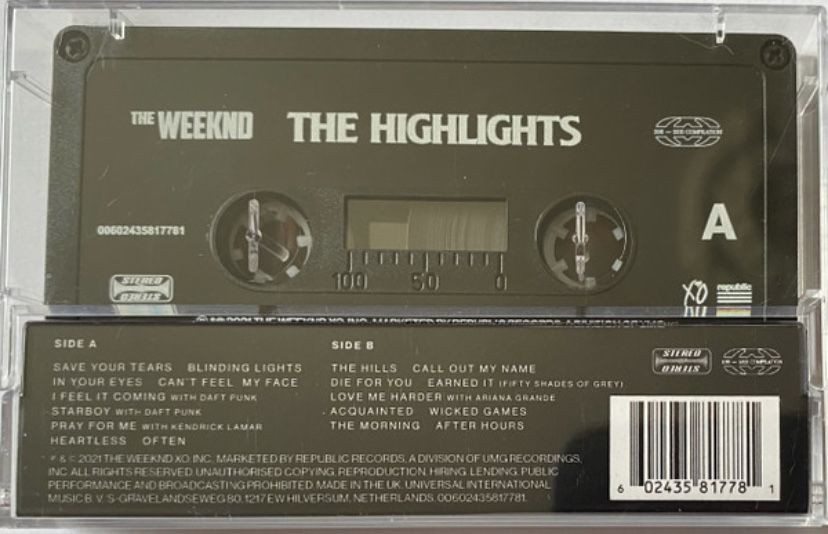 THE WEEKND THE HIGHLIGHTS
2011 — 2021 COMPILATION
00602435817781
A
STEREO
STEREO
100 50 0
XO
republic
SIDE A
SAVE YOUR TEARS BLINDING LIGHTS
IN YOUR EYES CAN'T FEEL MY FACE
I FEEL IT COMING WITH DAFT PUNK
STARBOY WITH DAFT PUNK
PRAY FOR ME WITH KENDRICK LAMAR
HEARTLESS OFTEN
SIDE B
THE HILLS CALL OUT MY NAME
DIE FOR YOU EARNED IT (FIFTY SHADES OF GREY)
LOVE ME HARDER WITH ARIANA GRANDE
ACQUAINTED WICKED GAMES
THE MORNING AFTER HOURS
STEREO
STEREO
℗ & © 2021 THE WEEKND XO, INC, MARKETED BY REPUBLIC RECORDS, A DIVISION OF UMG RECORDINGS,
INC. ALL RIGHTS RESERVED. UNAUTHORISED COPYING, REPRODUCTION, HIRING, LENDING, PUBLIC
PERFORMANCE AND BROADCASTING PROHIBITED. MADE IN THE UK. UNIVERSAL INTERNATIONAL
MUSIC B.V. 'S-GRAVELANDSEWEG 80, 1217 EW HILVERSUM, NETHERLANDS. 00602435817781.
6 02435 81778 1